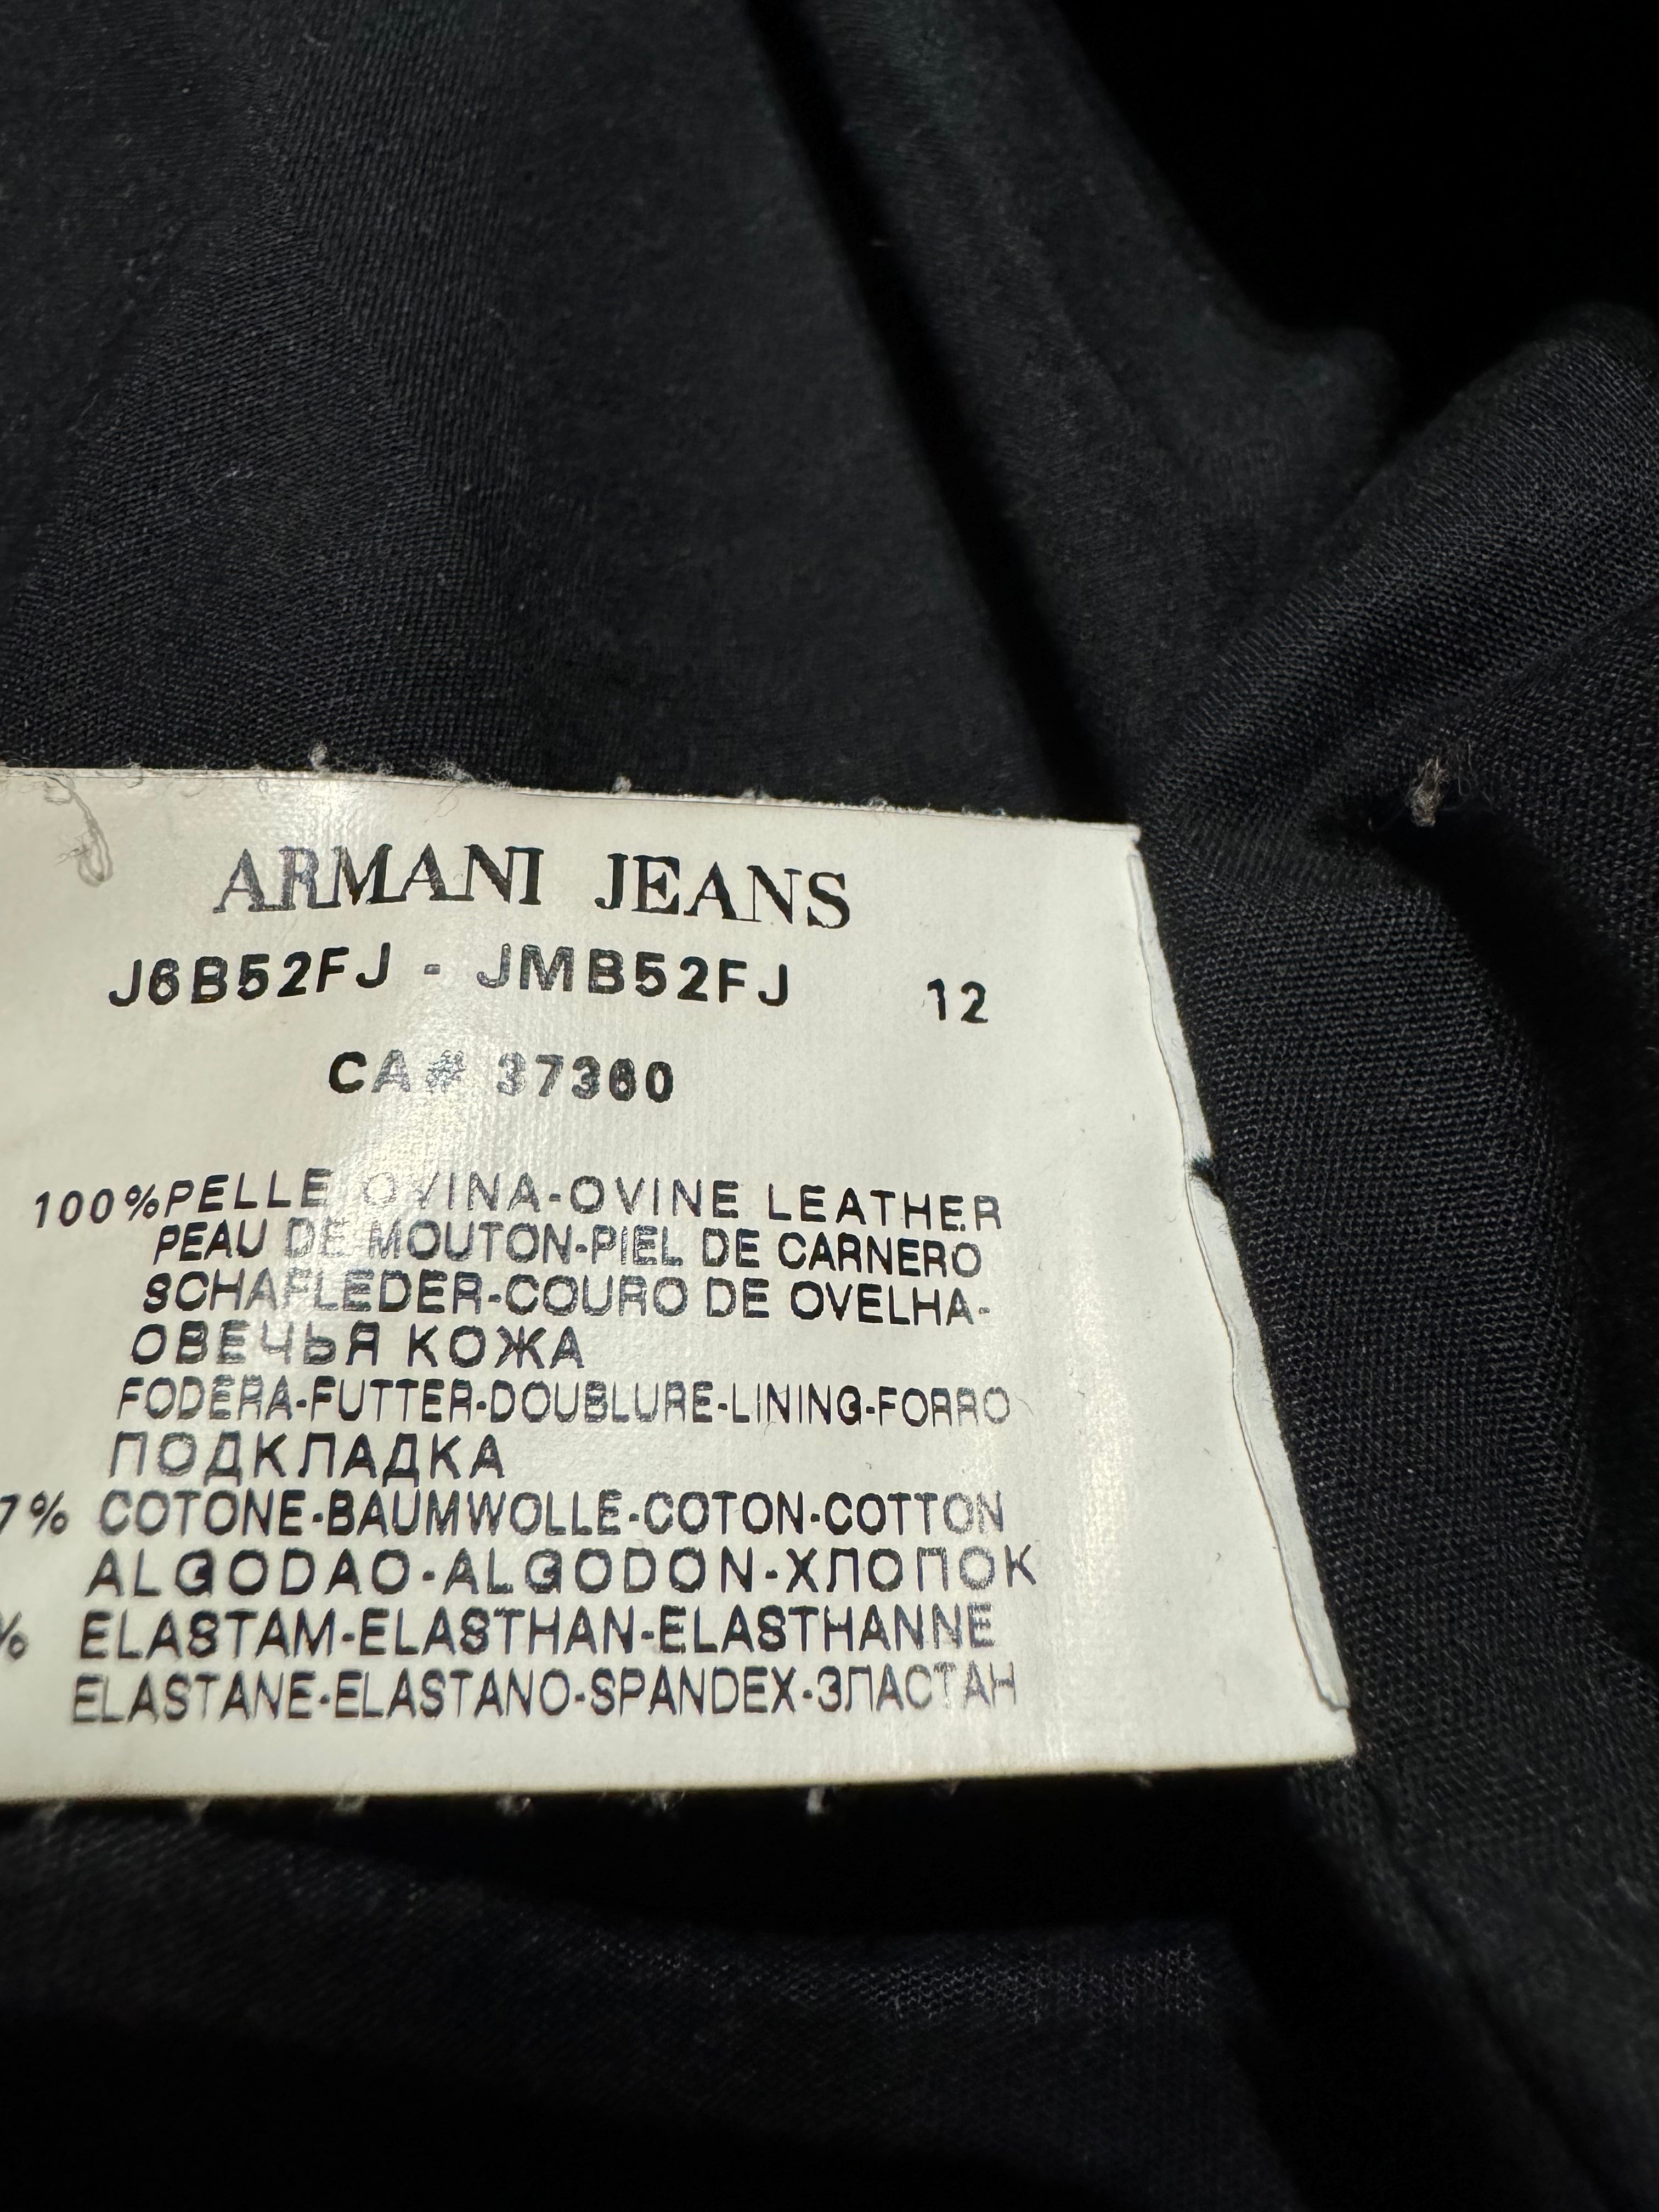 ARMANI JEANS
J6B52FJ - JMB52FJ 12
CA# 37360
100%PELLE OVINA-OVINE LEATHER
PEAU DE MOUTON-PIEL DE CARNERO
SCHAFLEDER-COURO DE OVELHA-
ОВЕЧЬЯ КОЖА
FODERA-FUTTER-DOUBLURE-LINING-FORRO
ПОДКЛАДКА
7% COTONE-BAUMWOLLE-COTON-COTTON
ALGODAO-ALGODON-ХЛОПОК
% ELASTAM-ELASTHAN-ELASTHANNE
ELASTANE-ELASTANO-SPANDEX-ЗПАСТАН